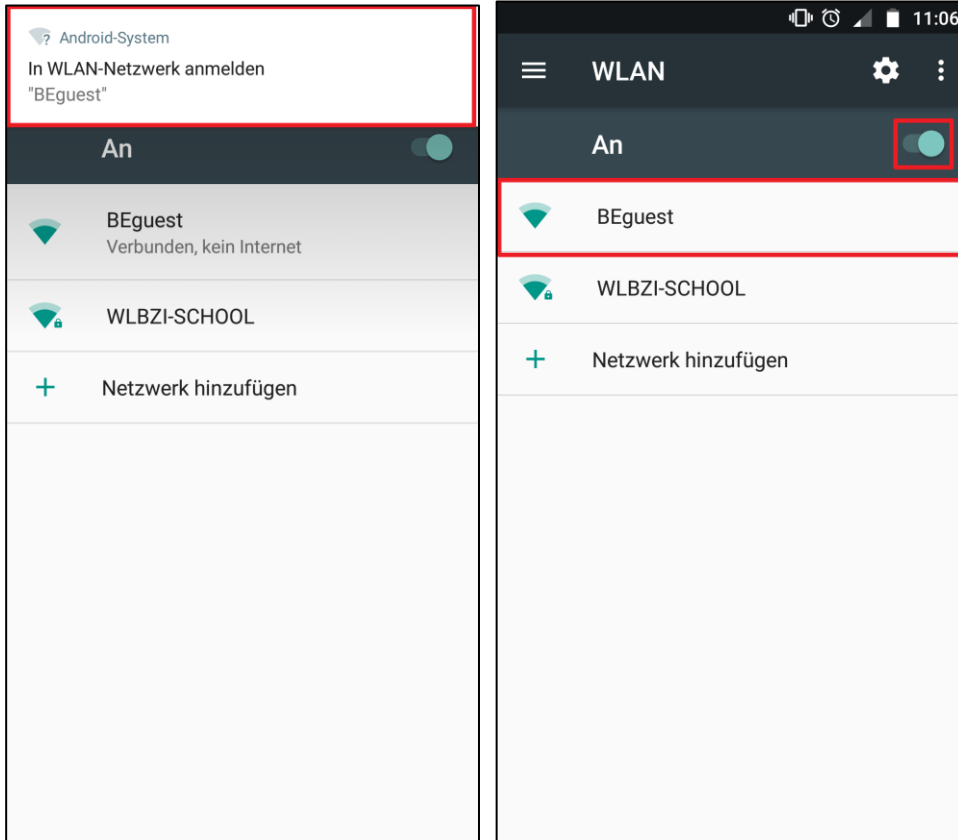 Android-System
In WLAN-Netzwerk anmelden
"BEguest"
An
BEguest
Verbunden, kein Internet
WLBZI-SCHOOL
Netzwerk hinzufügen
11:06
WLAN
An
BEguest
WLBZI-SCHOOL
Netzwerk hinzufügen